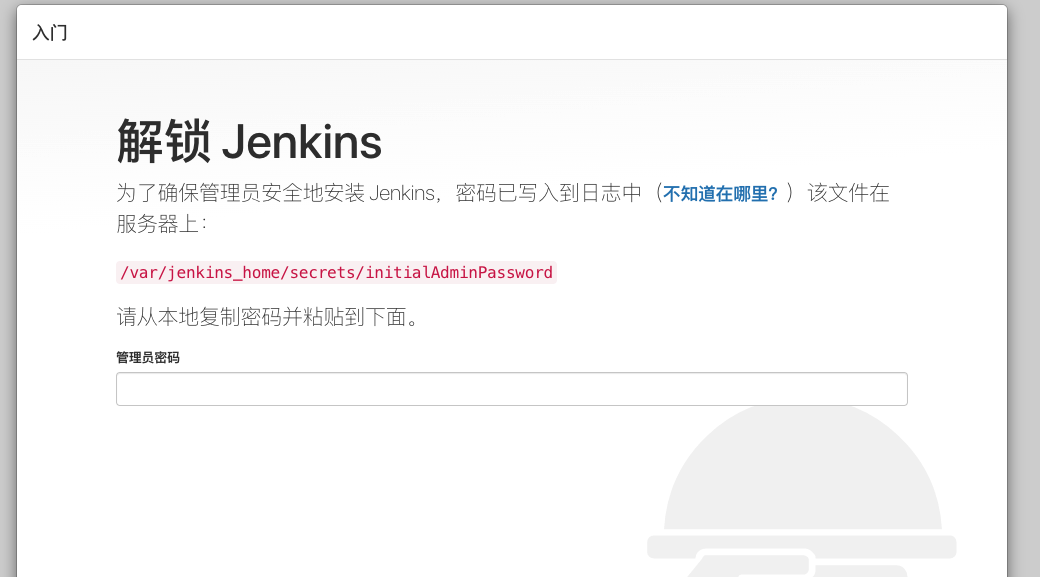 入门
解锁 Jenkins
为了确保管理员安全地安装 Jenkins，密码已写入到日志中（不知道在哪里？）该文件在
服务器上：
/var/jenkins_home/secrets/initialAdminPassword
请从本地复制密码并粘贴到下面。
管理员密码